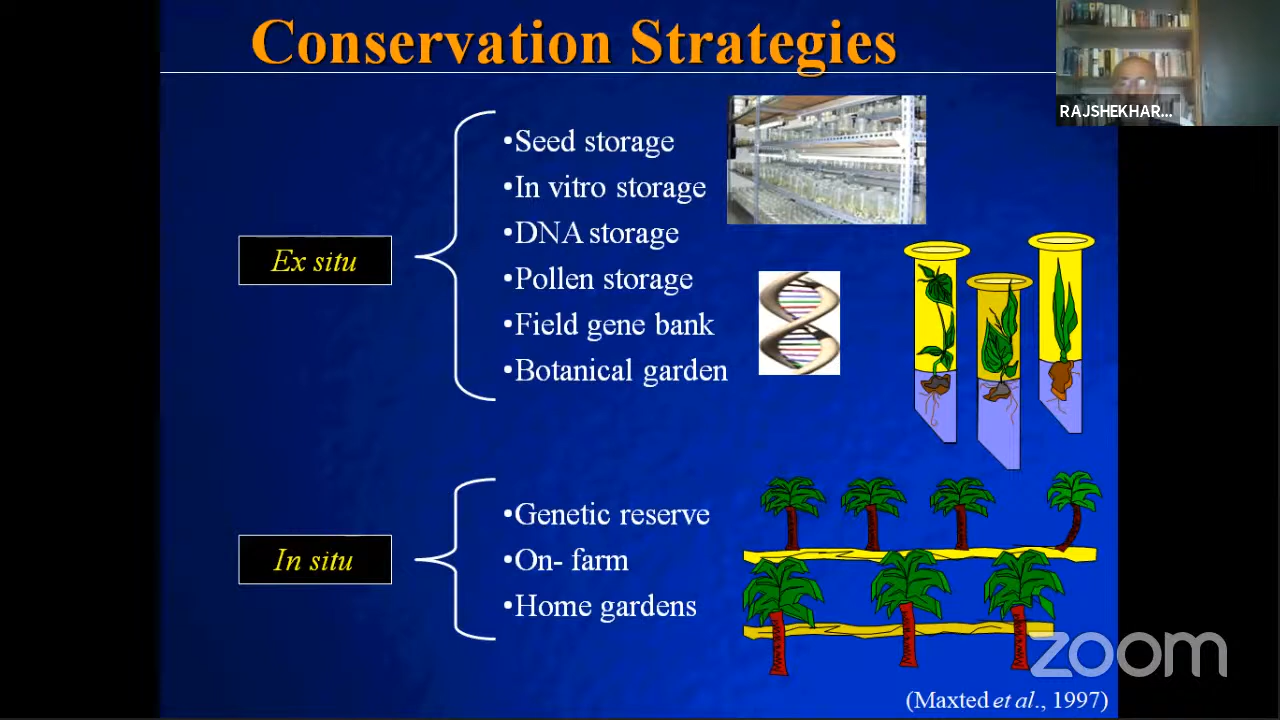 Conservation Strategies
RAJSHEKHAR...
Ex situ
•Seed storage
•In vitro storage
•DNA storage
•Pollen storage
•Field gene bank
•Botanical garden
In situ
•Genetic reserve
•On- farm
•Home gardens
zoom
(Maxted et al., 1997)